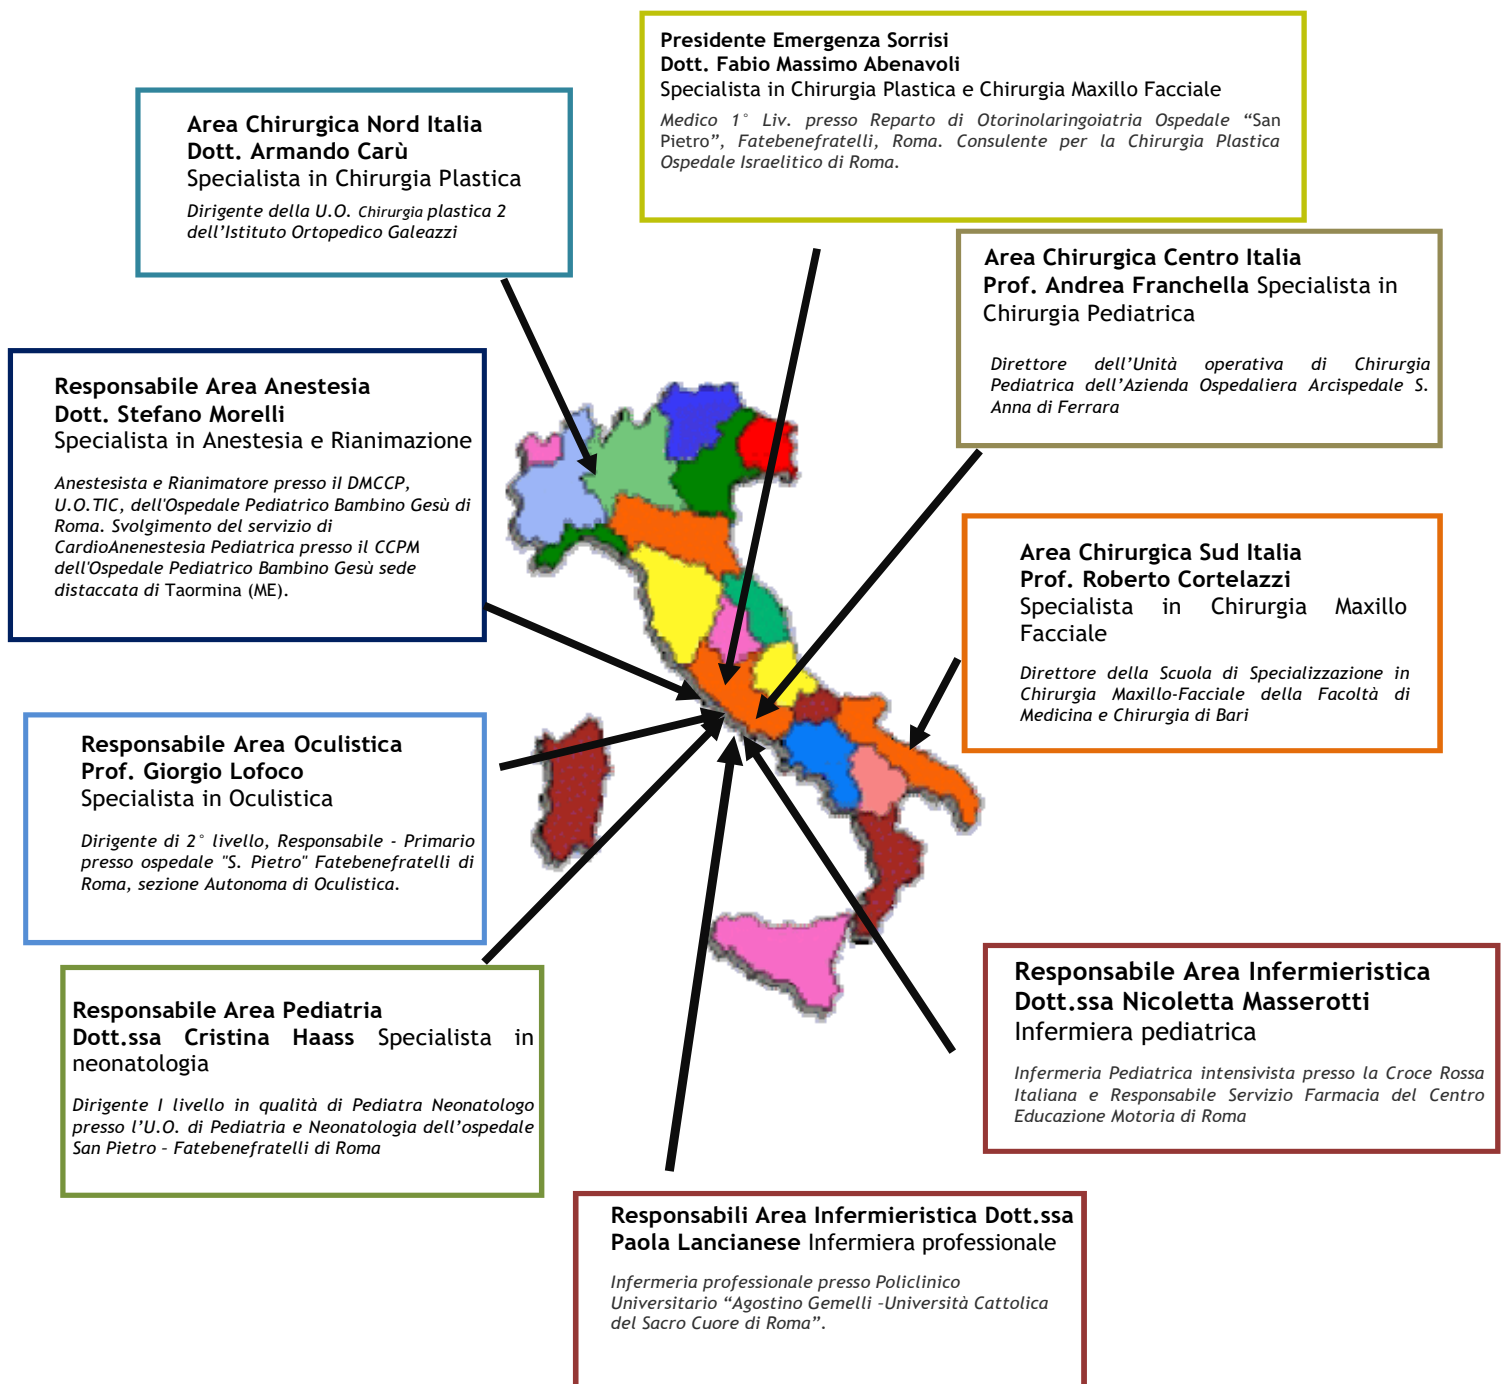 Presidente Emergenza Sorrisi
Dott. Fabio Massimo Abenavoli
Specialista in Chirurgia Plastica e Chirurgia Maxillo Facciale
Medico 1° Liv. presso Reparto di Otorinolaringoiatria Ospedale “San
Pietro”, Fatebenefratelli, Roma. Consulente per la Chirurgia Plastica
Ospedale Israelitico di Roma.
Area Chirurgica Nord Italia
Dott. Armando Carù
Specialista in Chirurgia Plastica
Dirigente della U.O. Chirurgia plastica 2
dell’Istituto Ortopedico Galeazzi
Area Chirurgica Centro Italia
Prof. Andrea Franchella Specialista in
Chirurgia Pediatrica
Direttore dell’Unità operativa di Chirurgia
Pediatrica dell’Azienda Ospedaliera Arcispedale S.
Anna di Ferrara
Responsabile Area Anestesia
Dott. Stefano Morelli
Specialista in Anestesia e Rianimazione
Anestesista e Rianimatore presso il DMCCP,
U.O.TIC, dell'Ospedale Pediatrico Bambino Gesù di
Roma. Svolgimento del servizio di
CardioAnenestesia Pediatrica presso il CCPM
dell'Ospedale Pediatrico Bambino Gesù sede
distaccata di Taormina (ME).
Area Chirurgica Sud Italia
Prof. Roberto Cortelazzi
Specialista in Chirurgia Maxillo
Facciale
Direttore della Scuola di Specializzazione in
Chirurgia Maxillo-Facciale della Facoltà di
Medicina e Chirurgia di Bari
Responsabile Area Oculistica
Prof. Giorgio Lofoco
Specialista in Oculistica
Dirigente di 2° livello, Responsabile - Primario
presso ospedale "S. Pietro" Fatebenefratelli di
Roma, sezione Autonoma di Oculistica.
Responsabile Area Pediatria
Dott.ssa Cristina Haass Specialista in
neonatologia
Dirigente I livello in qualità di Pediatra Neonatologo
presso l’U.O. di Pediatria e Neonatologia dell’ospedale
San Pietro – Fatebenefratelli di Roma
Responsabile Area Infermieristica
Dott.ssa Nicoletta Masserotti
Infermiera pediatrica
Infermeria Pediatrica intensivista presso la Croce Rossa
Italiana e Responsabile Servizio Farmacia del Centro
Educazione Motoria di Roma
Responsabili Area Infermieristica Dott.ssa
Paola Lancianese Infermiera professionale
Infermeria professionale presso Policlinico
Universitario “Agostino Gemelli –Università Cattolica
del Sacro Cuore di Roma”.